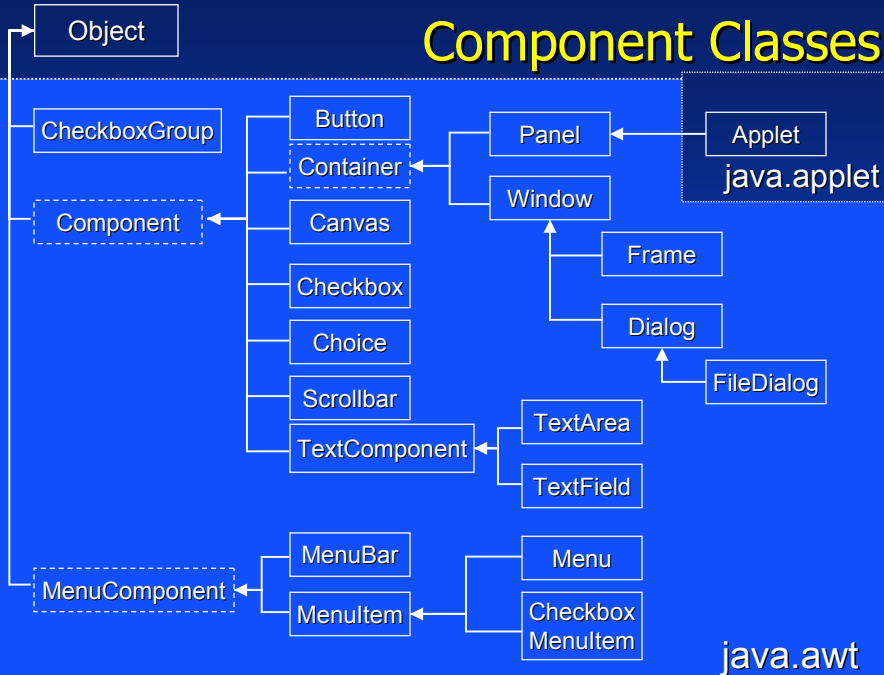 Component Classes
Object
CheckboxGroup
Button
Panel
Applet
java.applet
Container
Component
Canvas
Window
Frame
Checkbox
Choice
Dialog
Scrollbar
FileDialog
TextComponent
TextArea
TextField
MenuComponent
MenuBar
Menu
MenuItem
Checkbox
MenuItem
java.awt